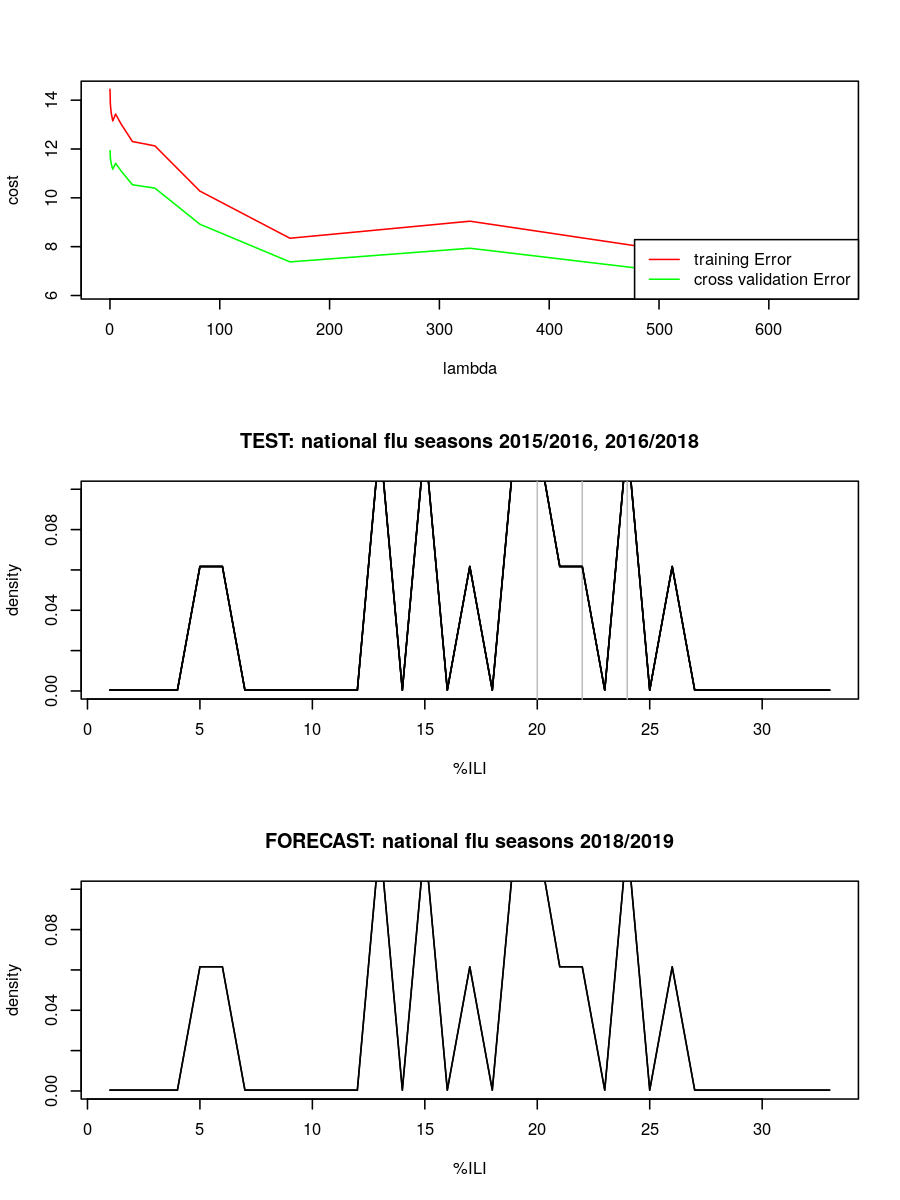 14
12
10
8
6
cost
training Error
cross validation Error
0 100 200 300 400 500 600
lambda
TEST: national flu seasons 2015/2016, 2016/2018
0.08
0.04
0.00
density
0 5 10 15 20 25 30
%ILI
FORECAST: national flu seasons 2018/2019
0.08
0.04
0.00
density
0 5 10 15 20 25 30
%ILI